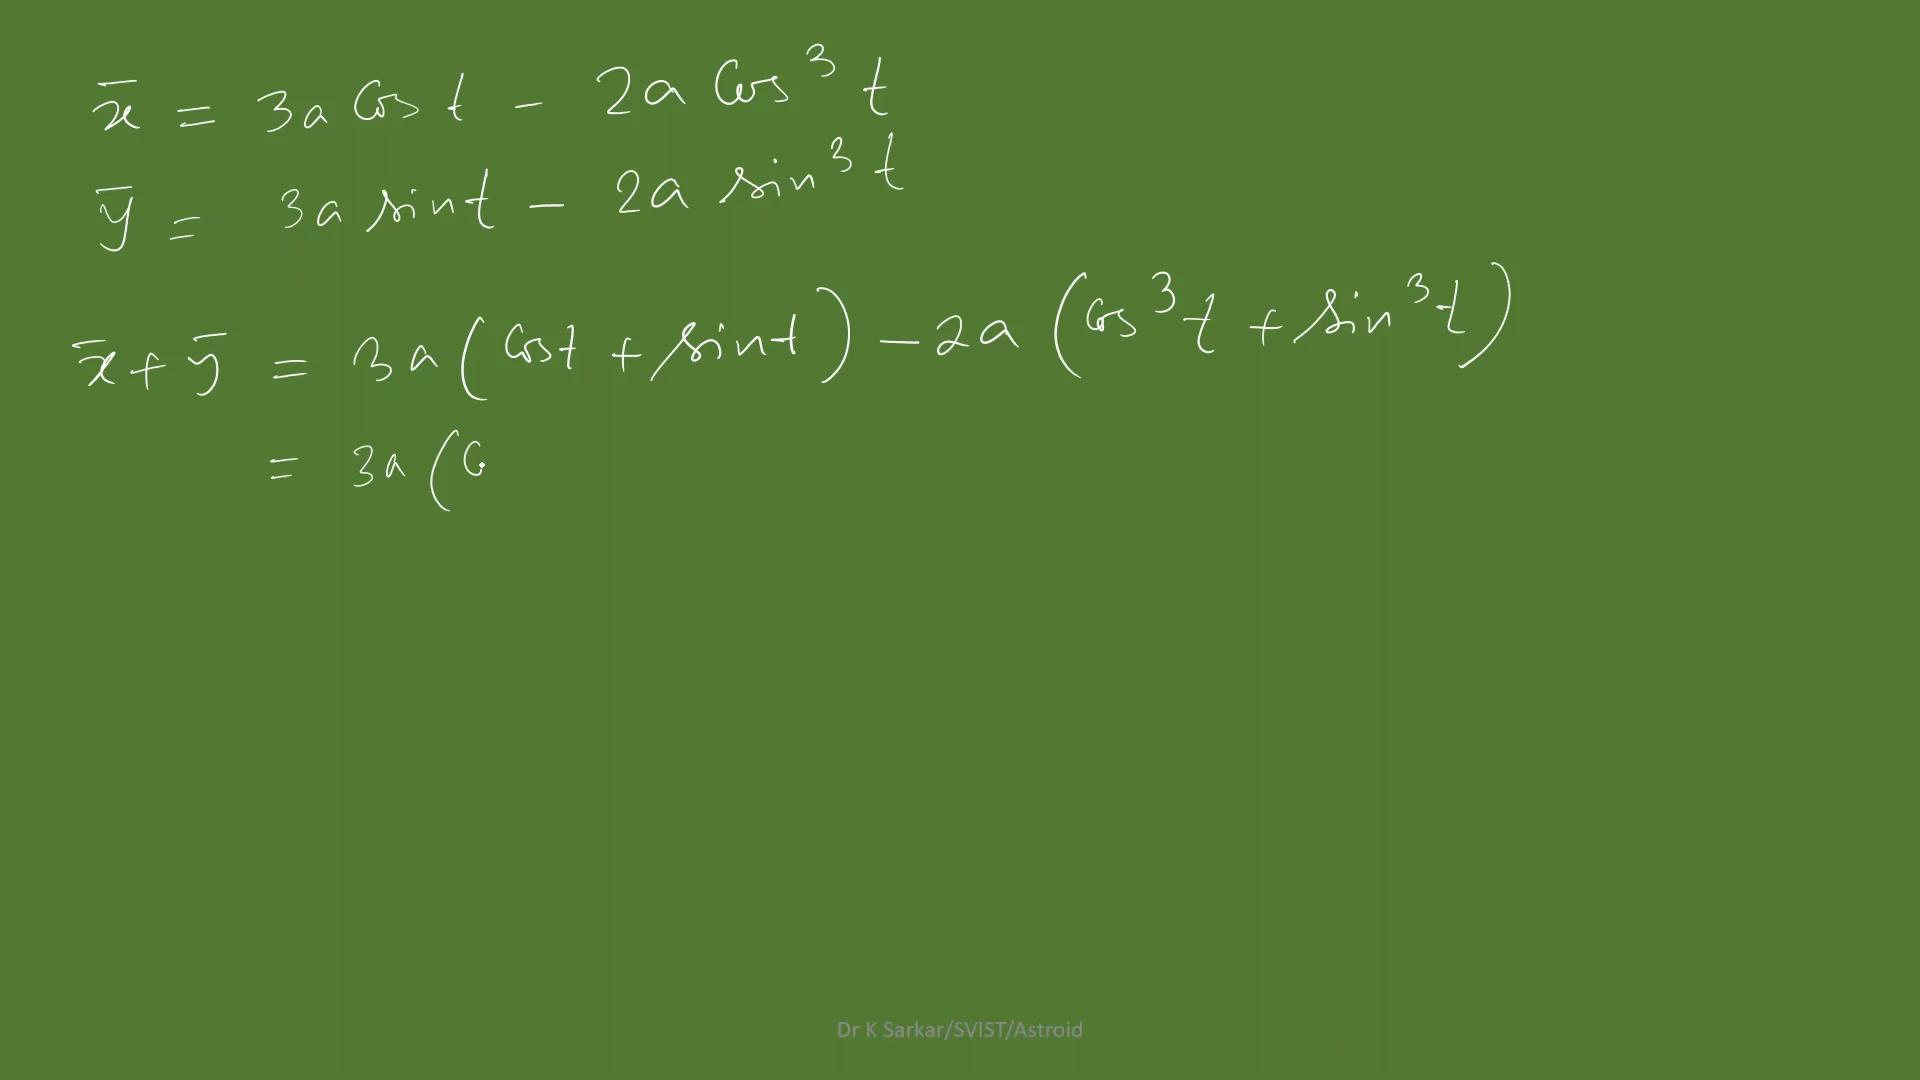 x̄ = 3a Cos t − 2a Cos³ t
ȳ = 3a sin t − 2a sin³ t
x̄ + ȳ = 3a (Cos t + sin t) − 2a (Cos³ t + sin³ t)
= 3a (C
Dr K Sarkar/SVIST/Astroid